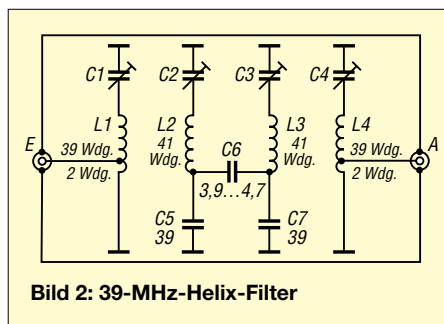 C1
C2
C3
C4
L1
L2
L3
L4
E
39 Wdg.
41
Wdg.
C6
41
Wdg.
39 Wdg.
A
2 Wdg.
3,9...4,7
2 Wdg.
C5
39
C7
39
Bild 2: 39-MHz-Helix-Filter